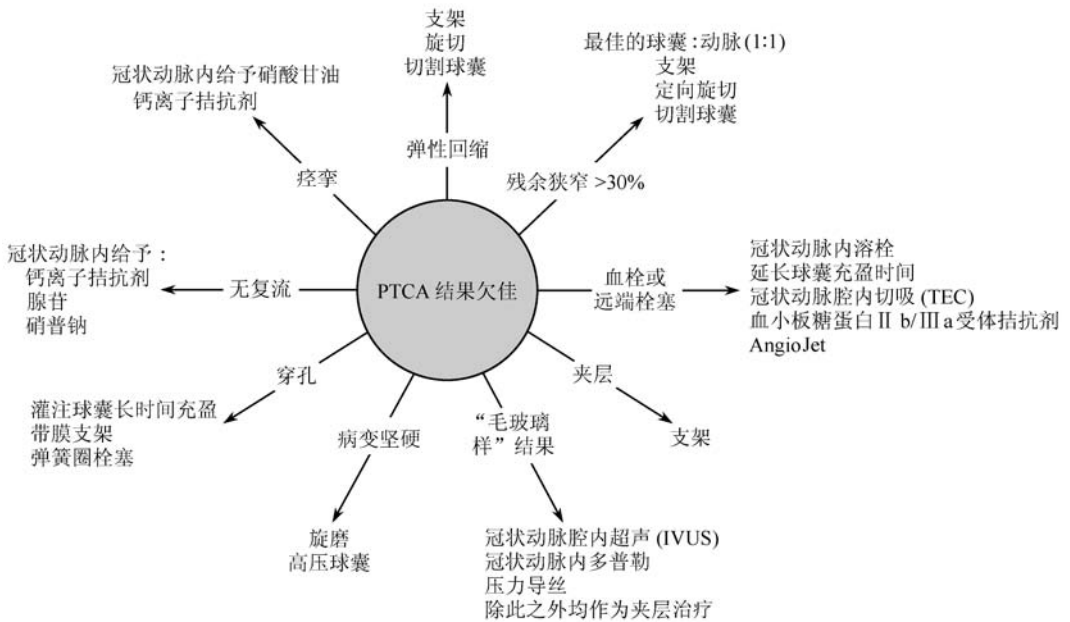 支架
旋切
切割球囊
弹性回缩
最佳的球囊:动脉(1:1)
支架
定向旋切
切割球囊
残余狭窄 >30%
冠状动脉内给予硝酸甘油
钙离子拮抗剂
痉挛
冠状动脉内给予:
钙离子拮抗剂
腺苷
硝普钠
无复流
PTCA 结果欠佳
血栓或
远端栓塞
冠状动脉内溶栓
延长球囊充盈时间
冠状动脉腔内切吸 (TEC)
血小板糖蛋白Ⅱ b/Ⅲa受体拮抗剂
AngioJet
穿孔
灌注球囊长时间充盈
带膜支架
弹簧圈栓塞
病变坚硬
旋磨
高压球囊
“毛玻璃
样”结果
冠状动脉腔内超声 (IVUS)
冠状动脉内多普勒
压力导丝
除此之外均作为夹层治疗
夹层
支架